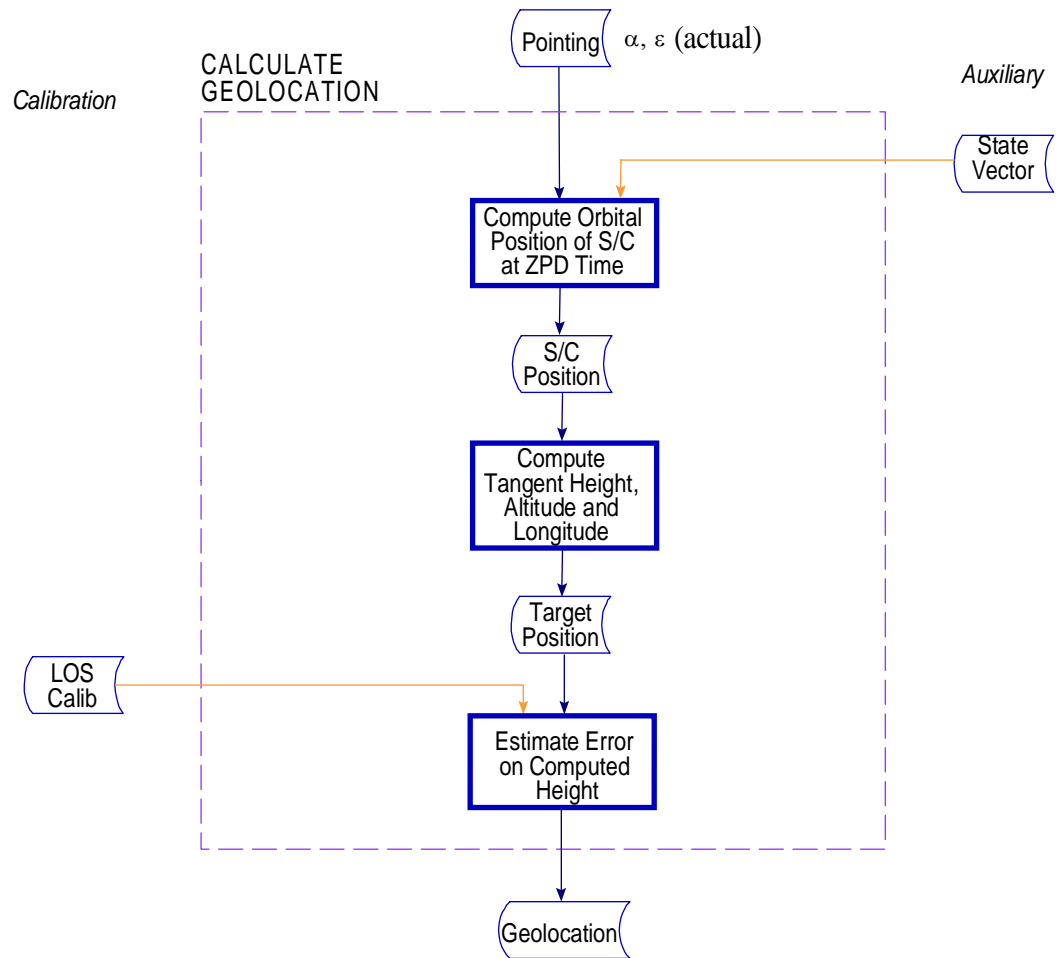 Pointing
α, ε (actual)
CALCULATE
GEOLOCATION
Calibration
Auxiliary
State
Vector
Compute Orbital
Position of S/C
at ZPD Time
S/C
Position
Compute
Tangent Height,
Altitude and
Longitude
Target
Position
LOS
Calib
Estimate Error
on Computed
Height
Geolocation